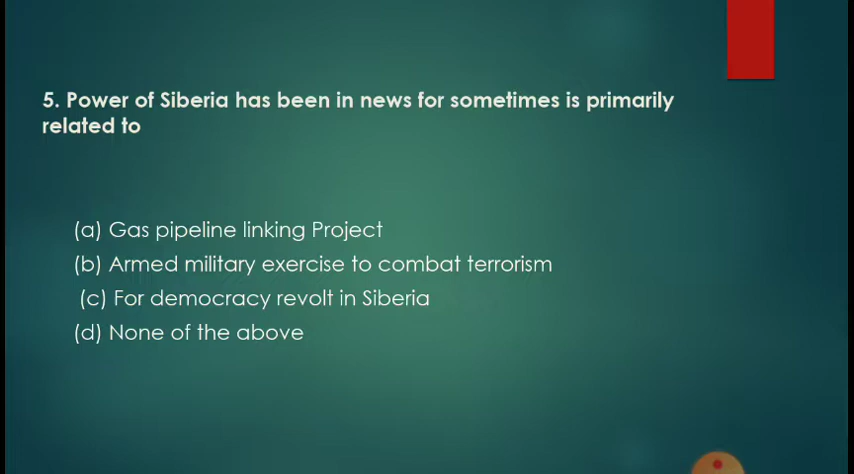 5. Power of Siberia has been in news for sometimes is primarily
related to
(a) Gas pipeline linking Project
(b) Armed military exercise to combat terrorism
(c) For democracy revolt in Siberia
(d) None of the above